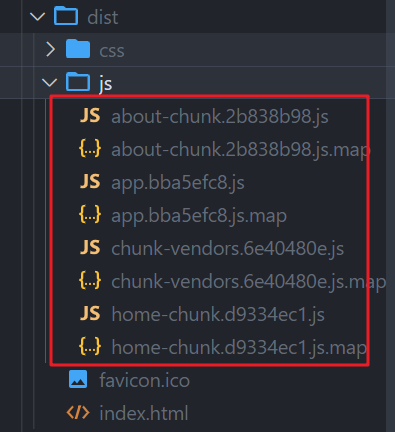 dist
css
js
JS about-chunk.2b838b98.js
{..} about-chunk.2b838b98.js.map
JS app.bba5efc8.js
{..} app.bba5efc8.js.map
JS chunk-vendors.6e40480e.js
{..} chunk-vendors.6e40480e.js.map
JS home-chunk.d9334ec1.js
{..} home-chunk.d9334ec1.js.map
favicon.ico
index.html